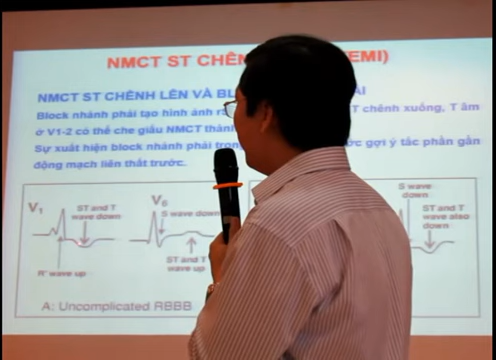 NMCT ST CHÊN EMI)
NMCT ST CHÊNH LÊN VÀ BL ẢI
Block nhánh phải tạo hình ảnh r T chênh xuống, T âm
ở V1-2 có thể che giấu NMCT thành
Sự xuất hiện block nhánh phải trong ớc gợi ý tắc phần gần
động mạch liên thất trước.
V1
ST and T
wave down
R' wave up
V6
S wave down
ST and T
wave up
S wave
down
ST and T
wave also
down
A: Uncomplicated RBBB